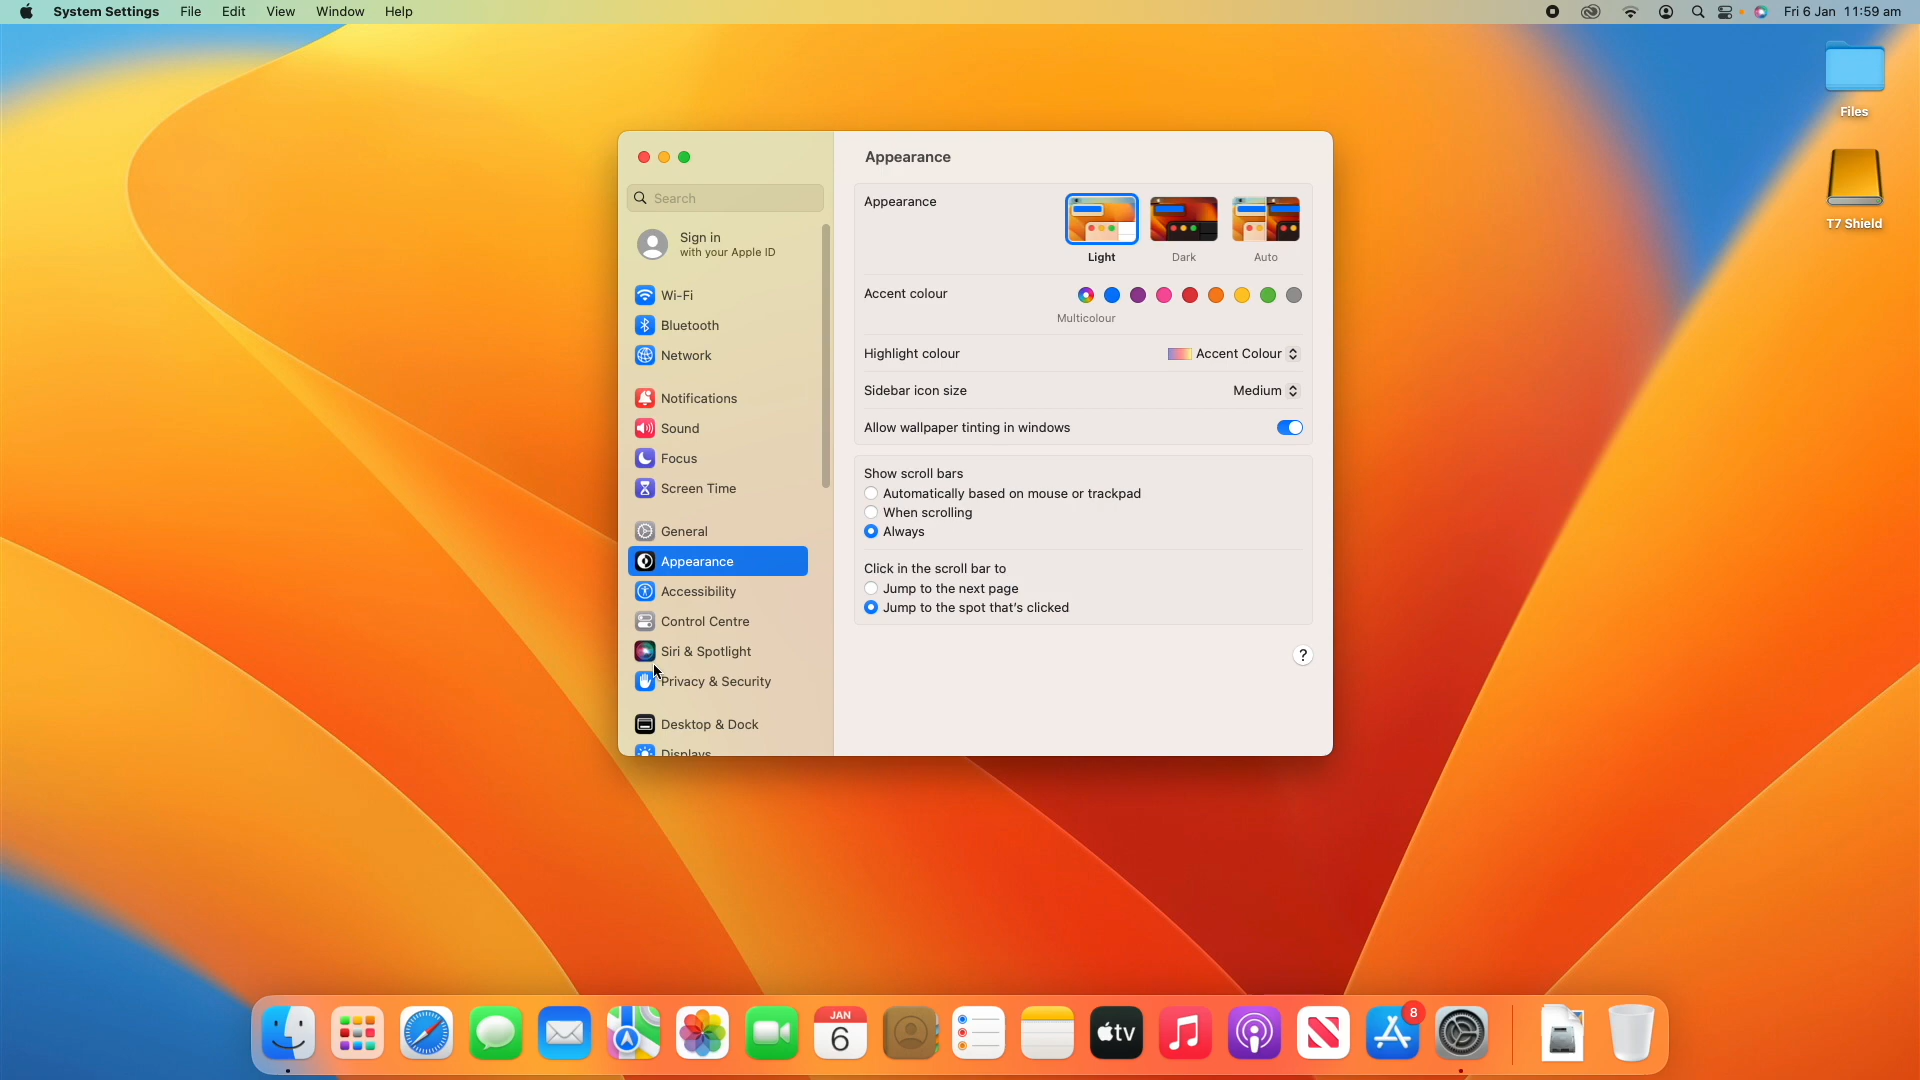 System Settings File Edit View Window Help
Fri 6 Jan 11:59 am
Files
T7 Shield
Search
Sign in
with your Apple ID
Wi-Fi
Bluetooth
Network
Notifications
Sound
Focus
Screen Time
General
Appearance
Accessibility
Control Centre
Siri & Spotlight
Privacy & Security
Desktop & Dock
Displays
Appearance
Appearance
Light Dark Auto
Accent colour
Multicolour
Highlight colour Accent Colour
Sidebar icon size Medium
Allow wallpaper tinting in windows
Show scroll bars
Automatically based on mouse or trackpad
When scrolling
Always
Click in the scroll bar to
Jump to the next page
Jump to the spot that's clicked
?
JAN
6
tv
8